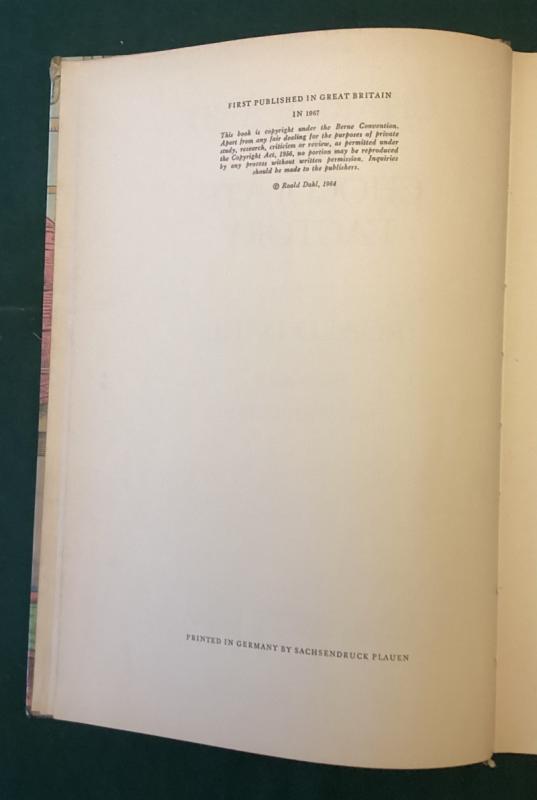 FIRST PUBLISHED IN GREAT BRITAIN
IN 1967
This book is copyright under the Berne Convention.
Apart from any fair dealing for the purposes of private
study, research, criticism or review, as permitted under
the Copyright Act, 1956, no portion may be reproduced
by any process without written permission. Inquiries
should be made to the publishers.
© Roald Dahl, 1964
PRINTED IN GERMANY BY SACHSENDRUCK PLAUEN